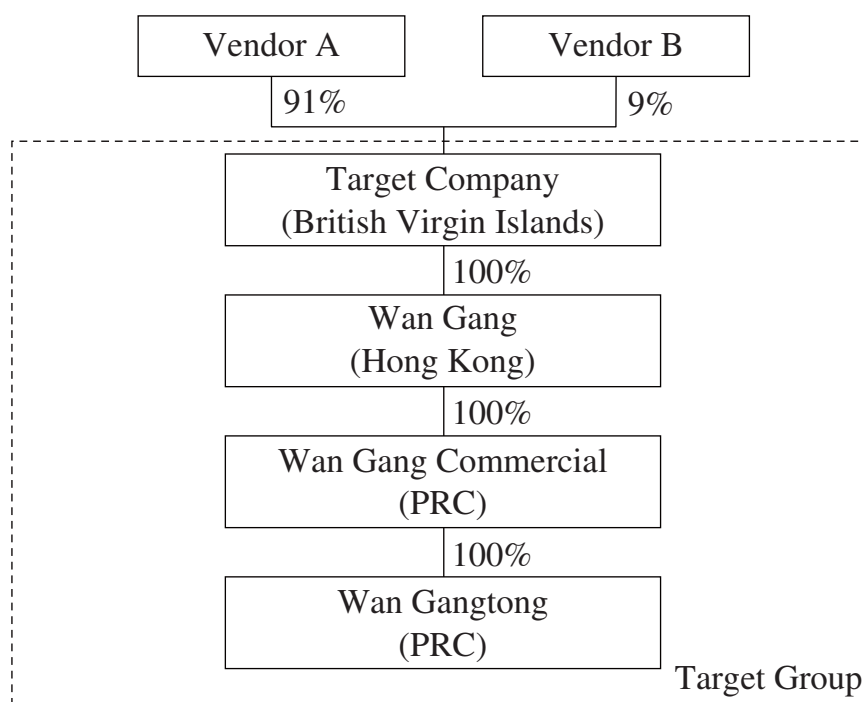 Vendor A
Vendor B
91%
9%
Target Company
(British Virgin Islands)
100%
Wan Gang
(Hong Kong)
100%
Wan Gang Commercial
(PRC)
100%
Wan Gangtong
(PRC)
Target Group